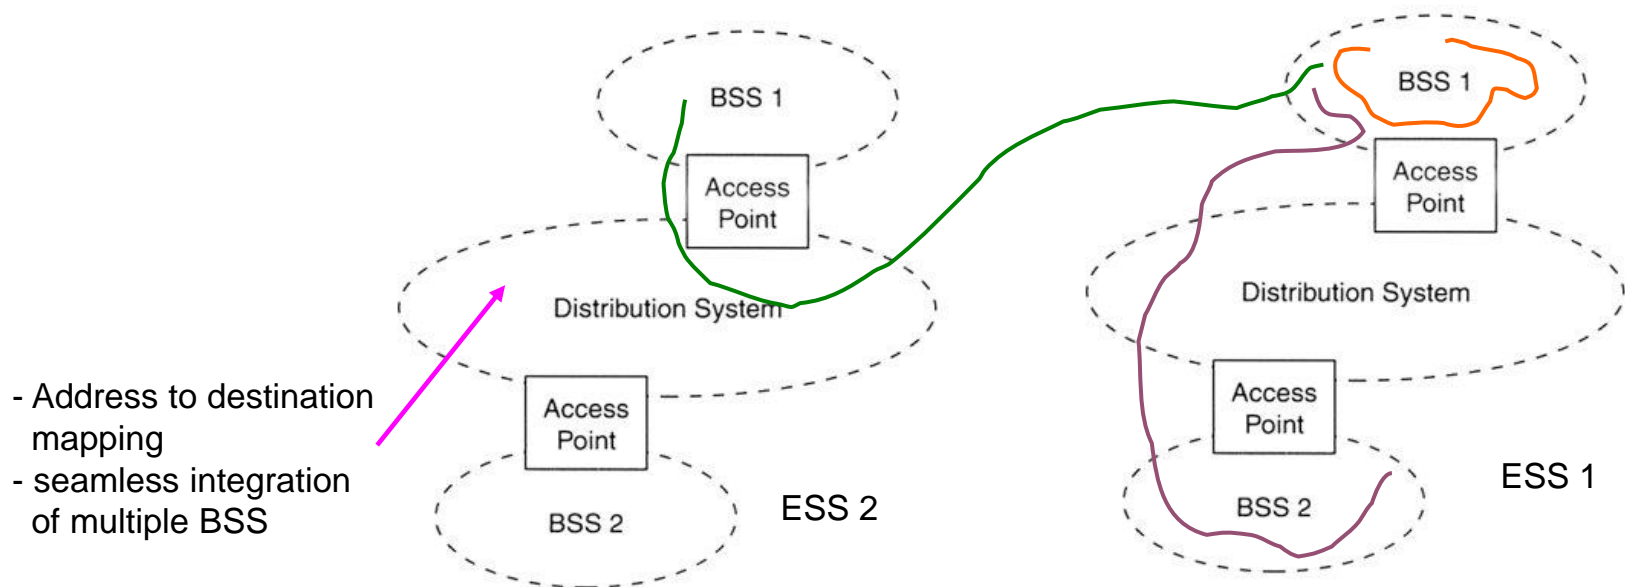 BSS 1
Access
Point
Distribution System
Access
Point
BSS 2
ESS 2
- Address to destination
mapping
- seamless integration
of multiple BSS
BSS 1
Access
Point
Distribution System
Access
Point
BSS 2
ESS 1